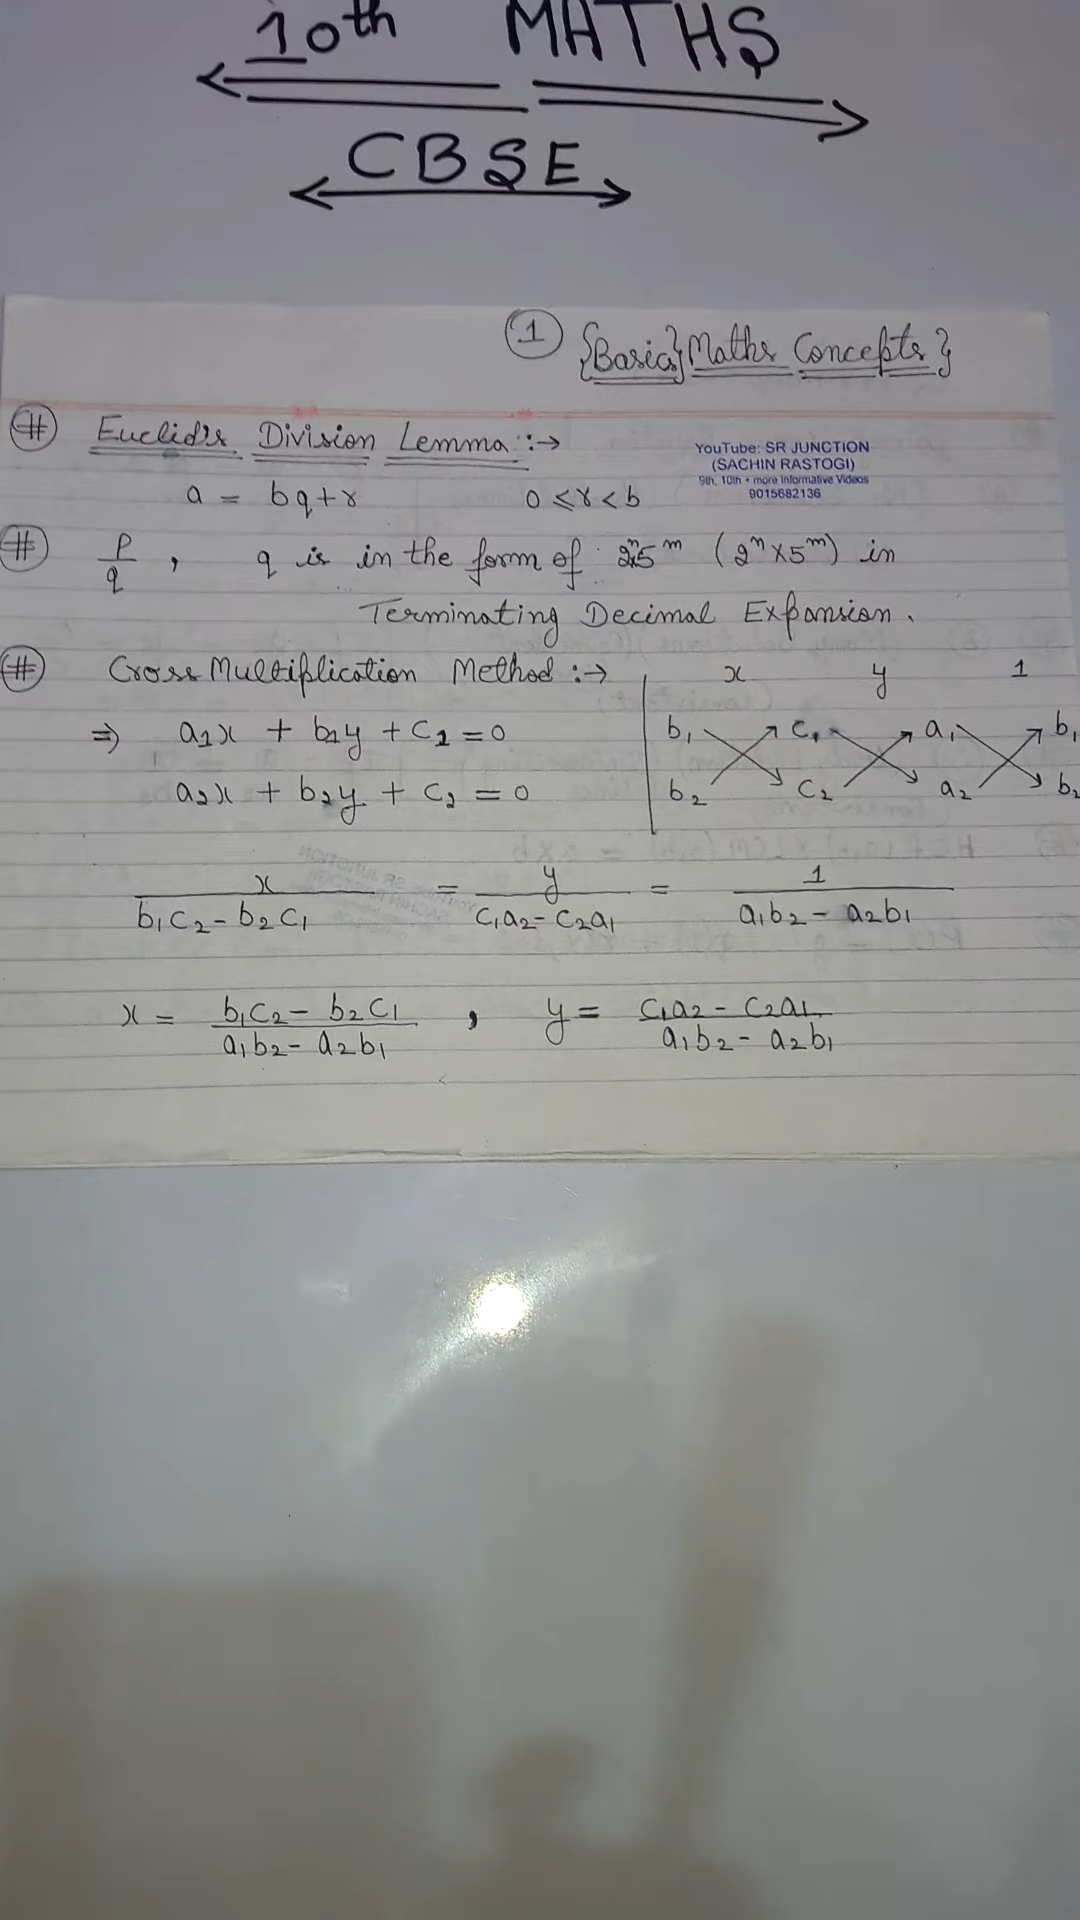 10th MATHS
CBSE
① {Basics} Maths Concepts}
# Euclid's Division Lemma :→
YouTube: SR JUNCTION
(SACHIN RASTOGI)
9th, 10th + more Informative Videos
9015682136
a = bq+r 0 ≤ r < b
# p/q , q is in the form of 2ⁿ×5ᵐ (2ⁿ×5ᵐ) in
Terminating Decimal Expansion.
# Cross Multiplication Method :→ x y 1
⇒ a₁x + b₁y + c₁ = 0 b₁ c₁ a₁ b₁
a₂x + b₂y + c₂ = 0 b₂ c₂ a₂ b₂
x/(b₁c₂ - b₂c₁) = y/(c₁a₂ - c₂a₁) = 1/(a₁b₂ - a₂b₁)
x = (b₁c₂ - b₂c₁)/(a₁b₂ - a₂b₁) , y = (c₁a₂ - c₂a₁)/(a₁b₂ - a₂b₁)